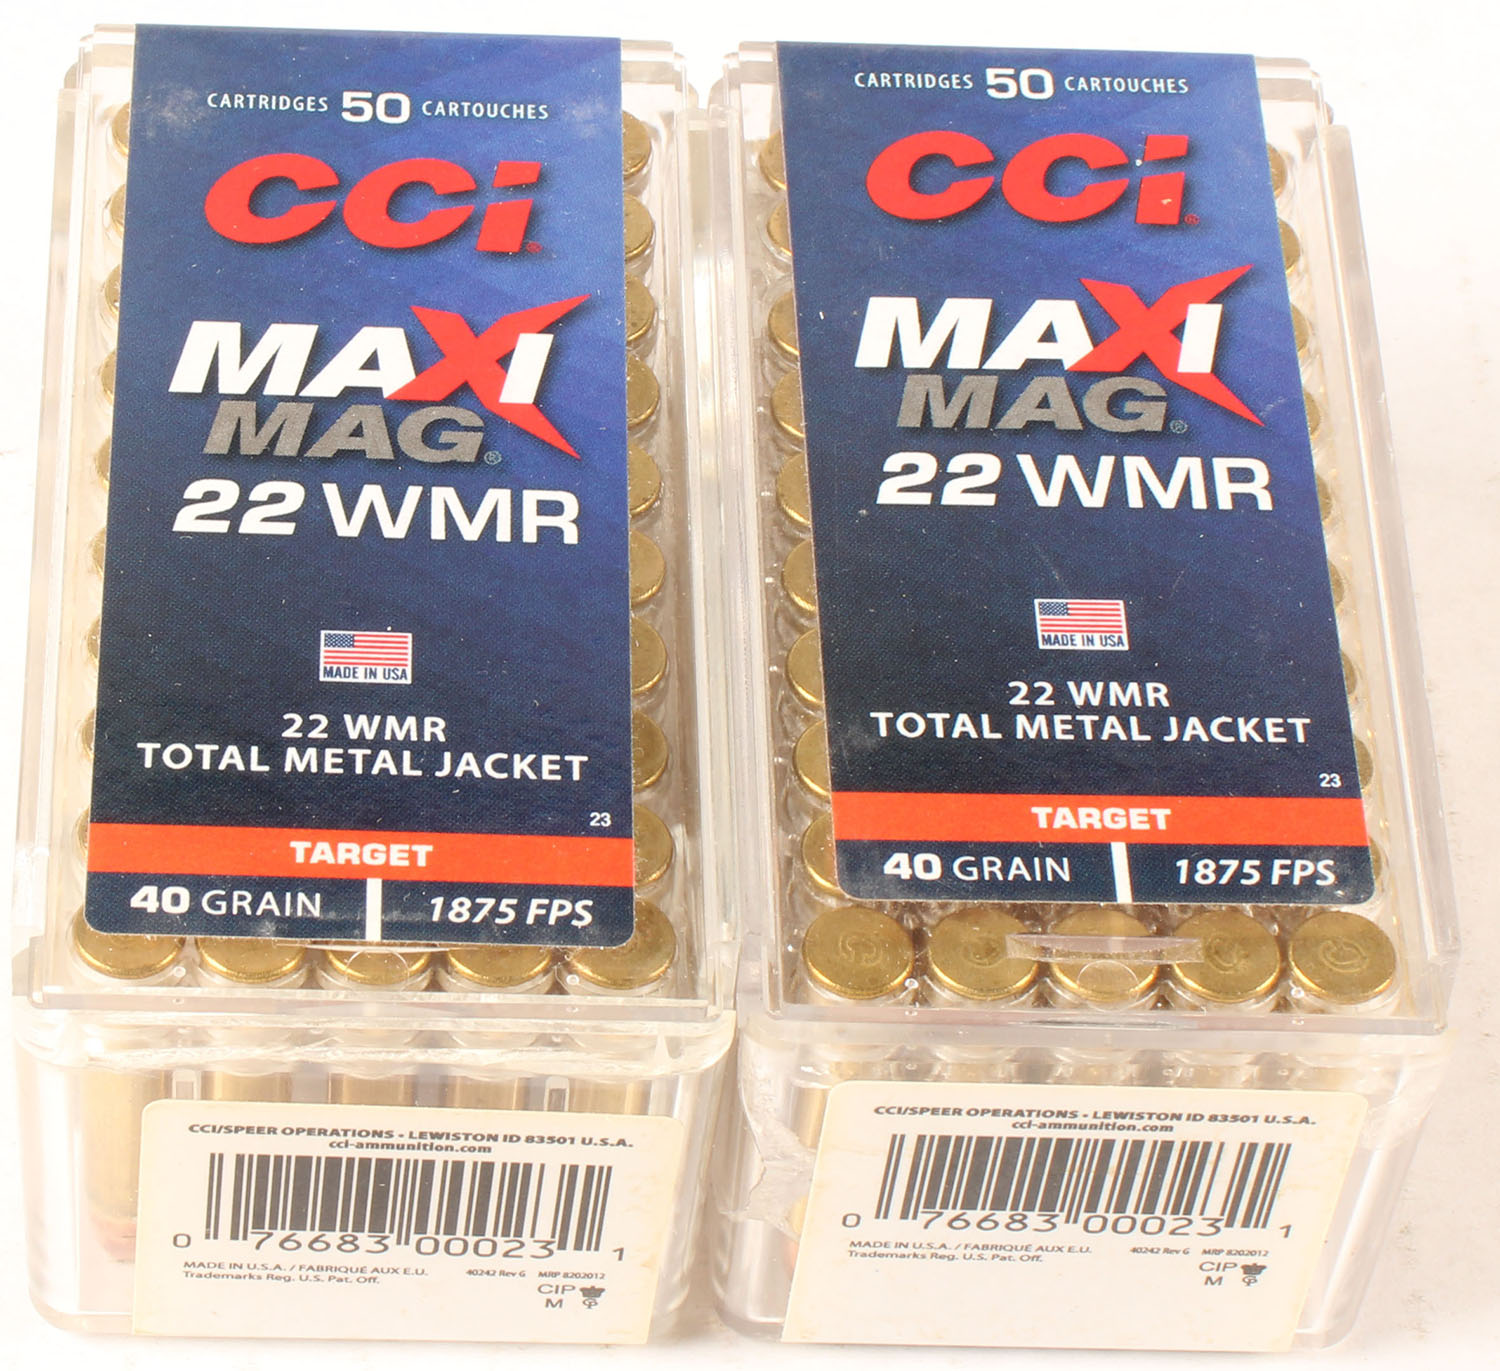 CARTRIDGES 50 CARTOUCHES
CCi®
MAXI
MAG®
22 WMR
MADE IN USA
22 WMR
TOTAL METAL JACKET
23
TARGET
40 GRAIN 1875 FPS
CCI/SPEER OPERATIONS • LEWISTON ID 83501 U.S.A.
cci-ammunition.com
0 76683 00023 1
MADE IN U.S.A. / FABRIQUÉ AUX E.U. 40242 Rev G MRP 8202012
Trademarks Reg. U.S. Pat. Off.
CIP
M
CARTRIDGES 50 CARTOUCHES
CCi®
MAXI
MAG®
22 WMR
MADE IN USA
22 WMR
TOTAL METAL JACKET
23
TARGET
40 GRAIN 1875 FPS
CCI/SPEER OPERATIONS • LEWISTON ID 83501 U.S.A.
cci-ammunition.com
0 76683 00023 1
MADE IN U.S.A. / FABRIQUÉ AUX E.U. 40242 Rev G MRP 8202012
Trademarks Reg. U.S. Pat. Off.
CIP
M